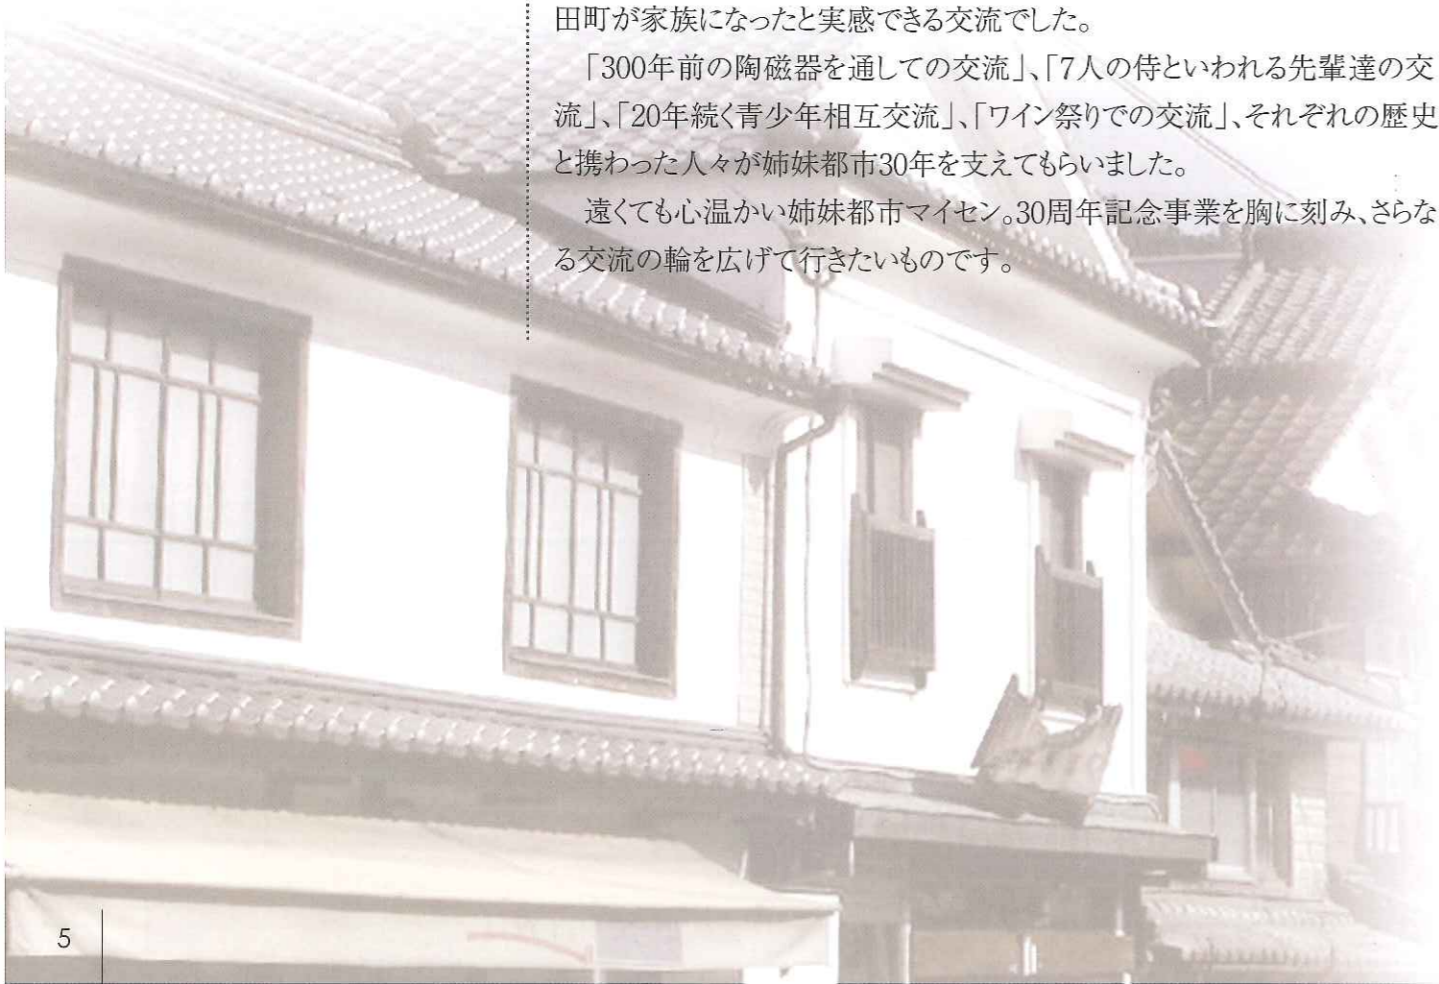 田町が家族になったと実感できる交流でした。
「300年前の陶磁器を通しての交流」、「7人の侍といわれる先輩達の交
流」、「20年続く青少年相互交流」、「ワイン祭りでの交流」、それぞれの歴史
と携わった人々が姉妹都市30年を支えてもらいました。
遠くても心温かい姉妹都市マイセン。30周年記念事業を胸に刻み、さらな
る交流の輪を広げて行きたいものです。
5